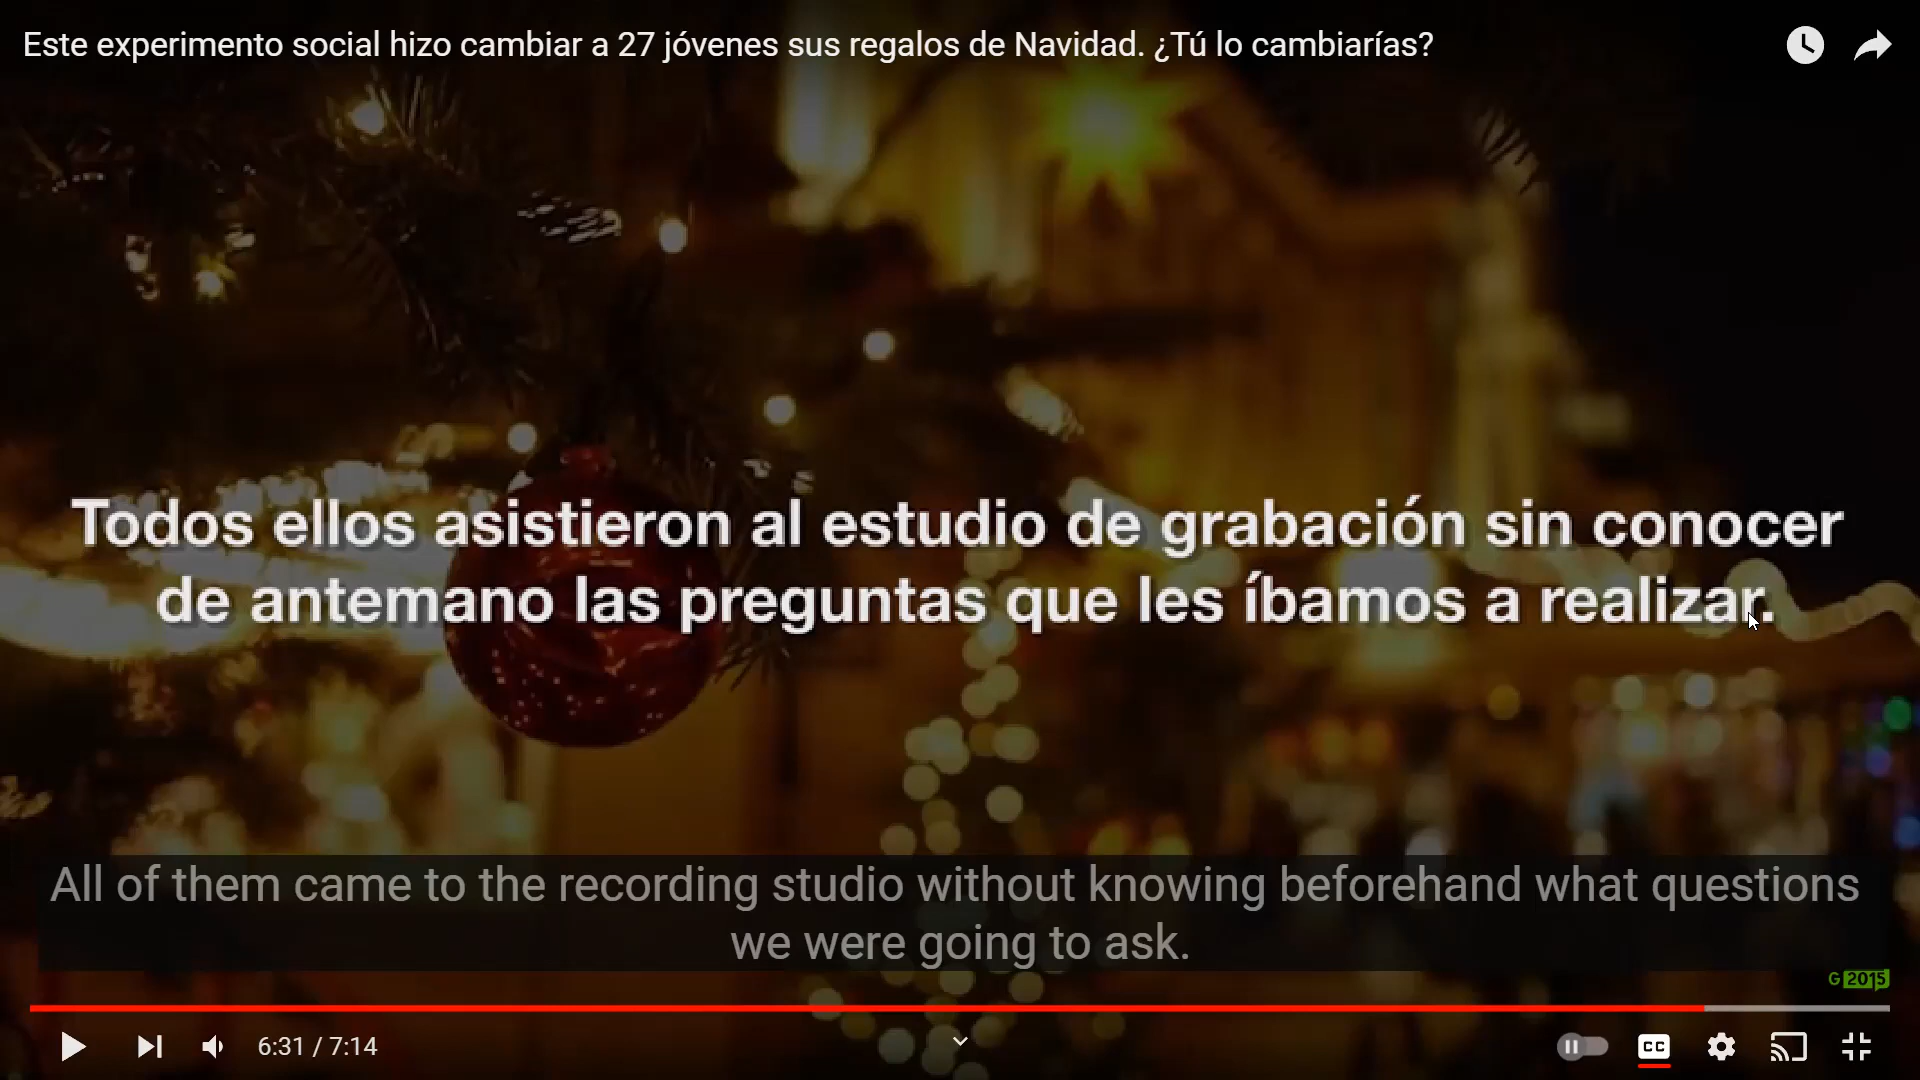 Este experimento social hizo cambiar a 27 jóvenes sus regalos de Navidad. ¿Tú lo cambiarías?
Todos ellos asistieron al estudio de grabación sin conocer
de antemano las preguntas que les íbamos a realizar.
All of them came to the recording studio without knowing beforehand what questions
we were going to ask.
G 2015
6:31 / 7:14
CC